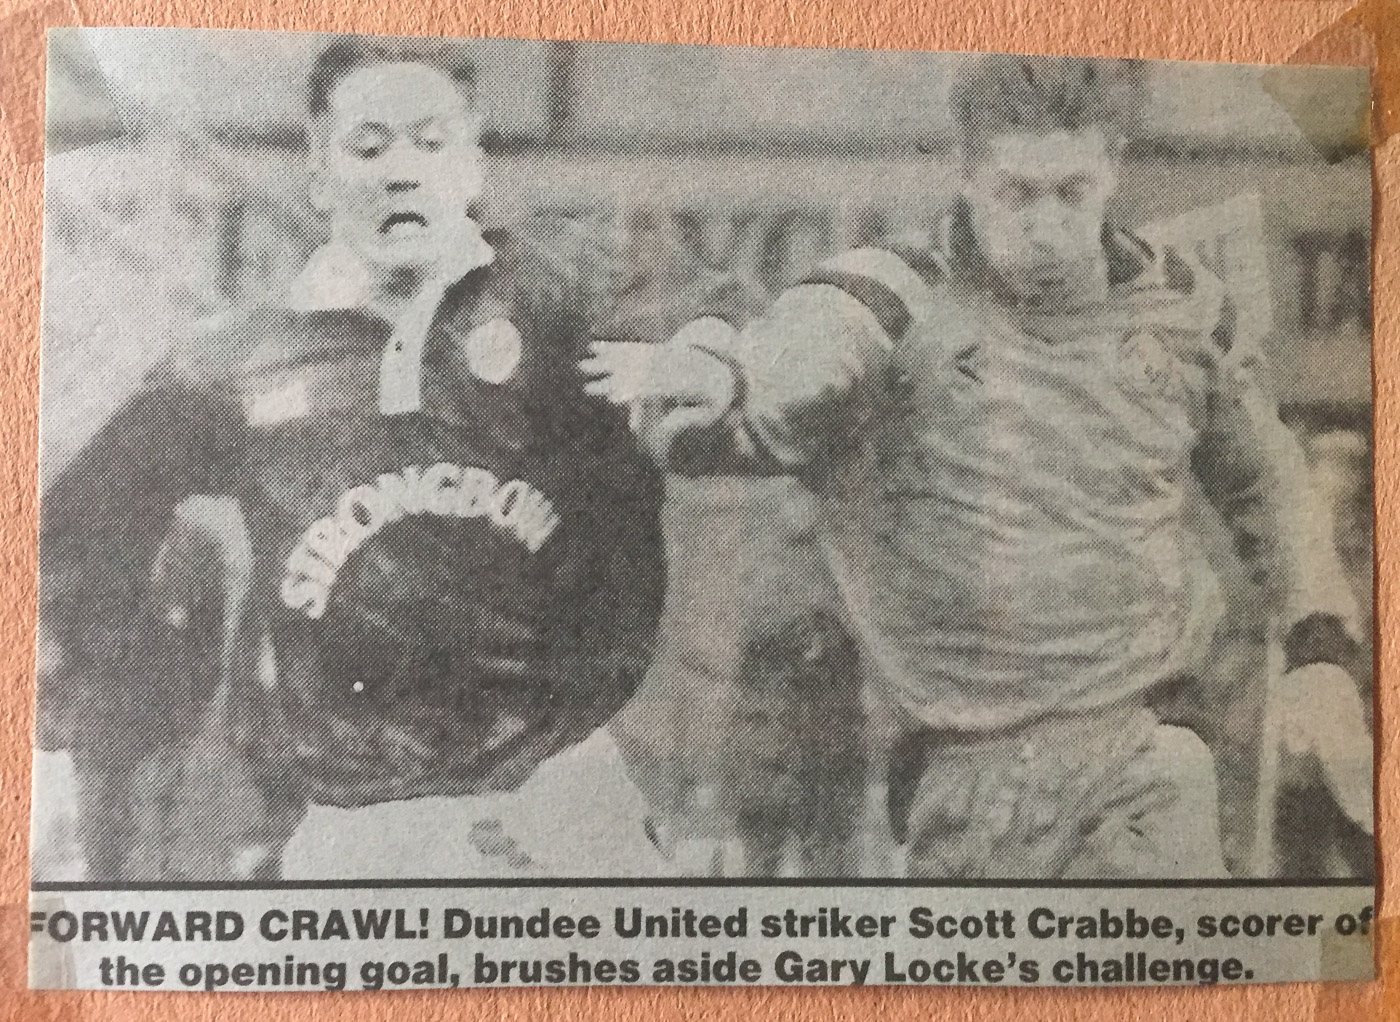 STRONGBOW
FORWARD CRAWL! Dundee United striker Scott Crabbe, scorer of
the opening goal, brushes aside Gary Locke's challenge.